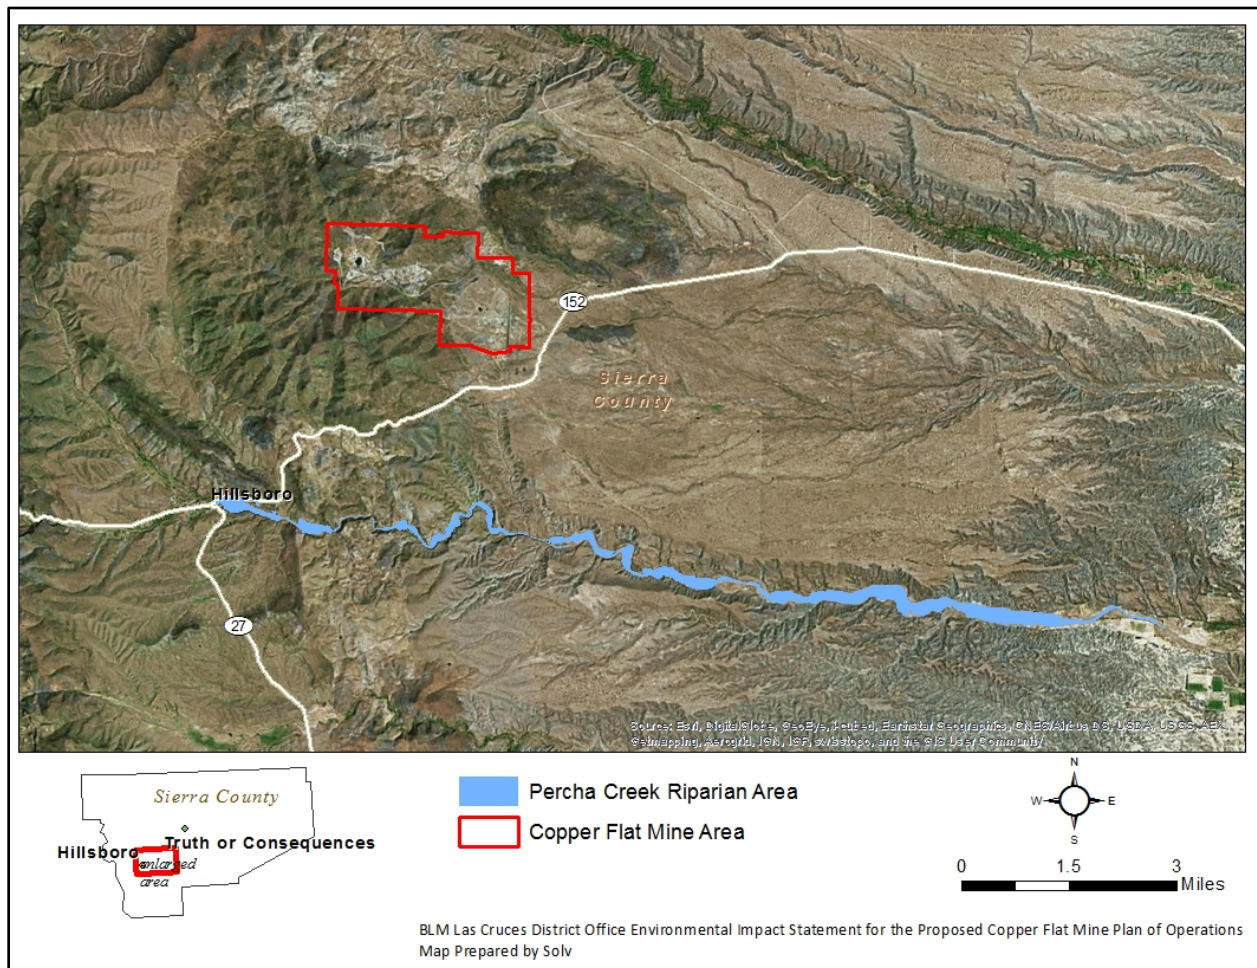 152
Sierra
County
Hillsboro
27
Source: Esri, DigitalGlobe, GeoEye, i-cubed, Earthstar Geographics, CNES/Airbus DS, USDA, USGS, AEX,
Getmapping, Aerogrid, IGN, IGP, swisstopo, and the GIS User Community
Sierra County
Truth or Consequences
Hillsboro
enlarged
area
Percha Creek Riparian Area
Copper Flat Mine Area
N
W E
S
0 1.5 3
Miles
BLM Las Cruces District Office Environmental Impact Statement for the Proposed Copper Flat Mine Plan of Operations
Map Prepared by Solv